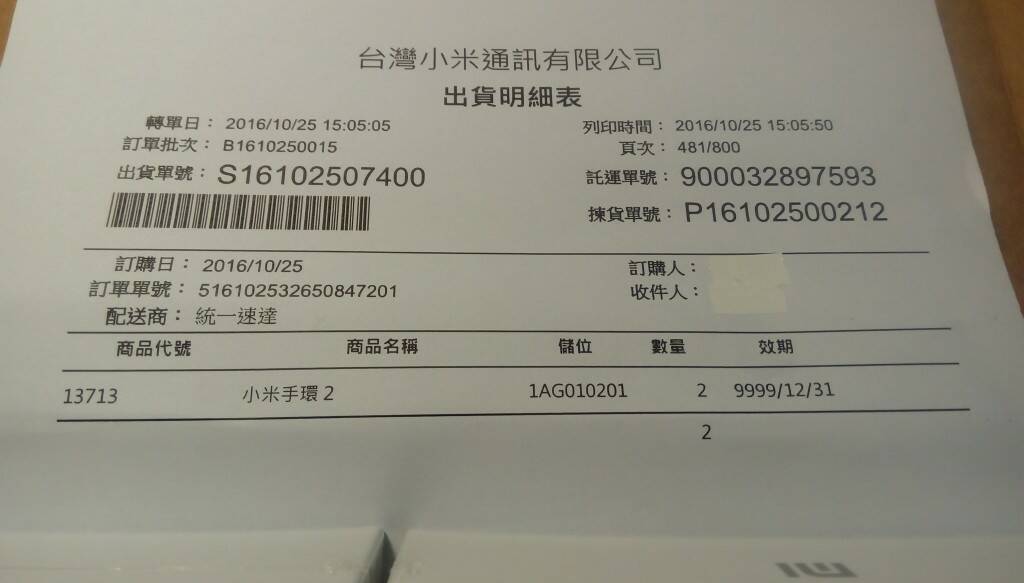 台灣小米通訊有限公司
出貨明細表
轉單日： 2016/10/25 15:05:05 列印時間： 2016/10/25 15:05:50
訂單批次： B1610250015 頁次： 481/800
出貨單號： S16102507400 託運單號： 900032897593
揀貨單號： P16102500212
訂購日： 2016/10/25 訂購人：
訂單單號： 516102532650847201 收件人：
配送商： 統一速達
商品代號 商品名稱 儲位 數量 效期
13713 小米手環 2 1AG010201 2 9999/12/31
2
mi